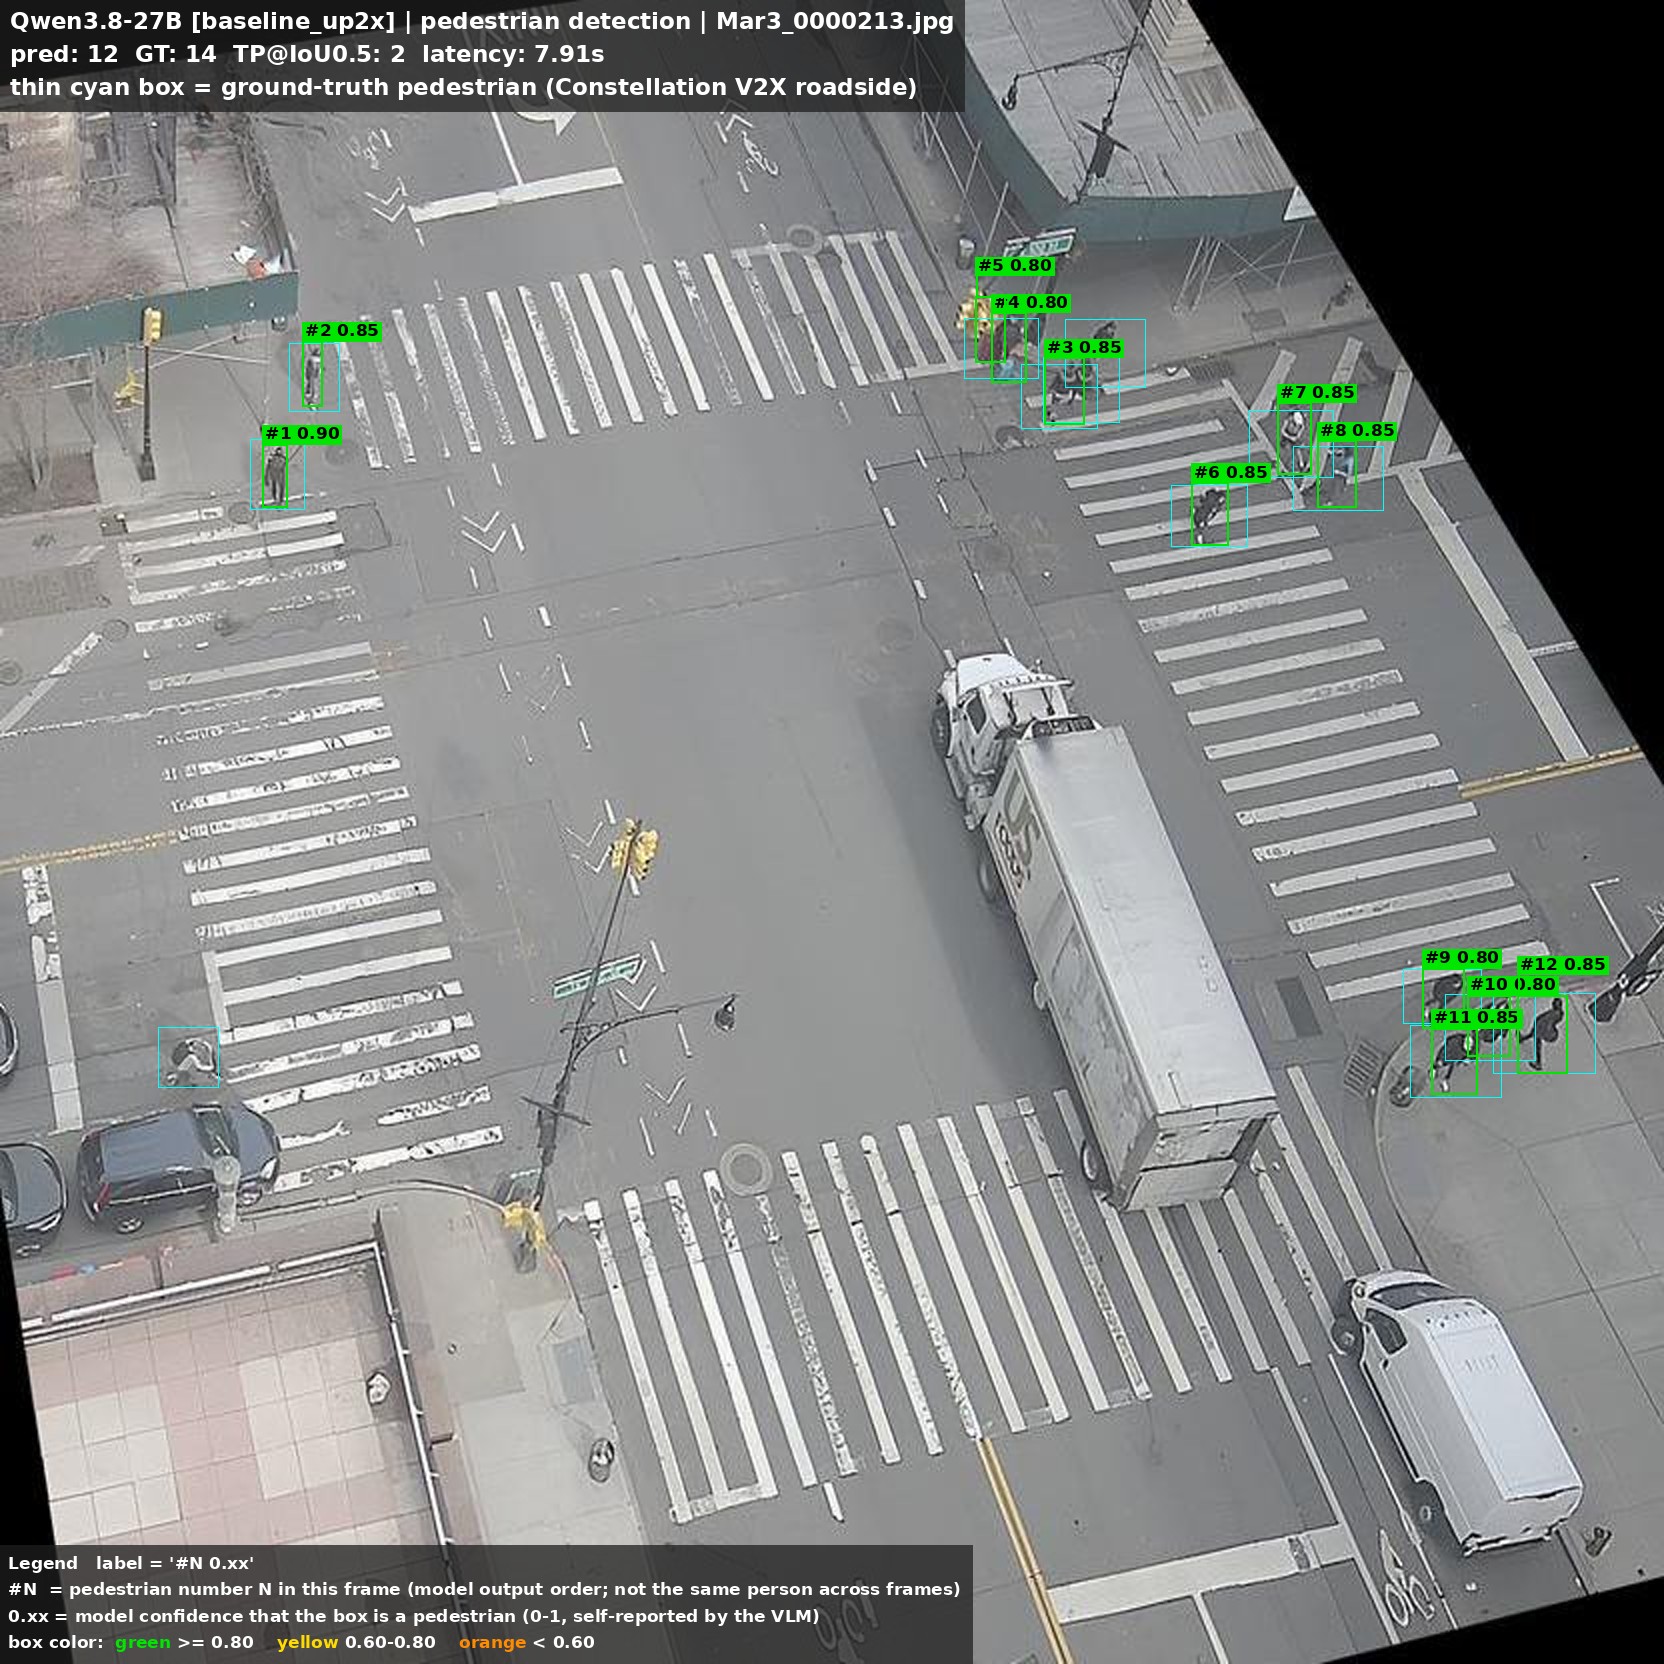 Qwen3.8-27B [baseline_up2x] | pedestrian detection | Mar3_0000213.jpg
pred: 12  GT: 14  TP@IoU0.5: 2  latency: 7.91s
thin cyan box = ground-truth pedestrian (Constellation V2X roadside)
#5 0.80
#4 0.80
#2 0.85
#3 0.85
#7 0.85
#1 0.90
#8 0.85
#6 0.85
#9 0.80
#12 0.85
#10 0.80
#11 0.85
Legend   label = '#N 0.xx'
#N  = pedestrian number N in this frame (model output order; not the same person across frames)
0.xx = model confidence that the box is a pedestrian (0-1, self-reported by the VLM)
box color:  green >= 0.80    yellow 0.60-0.80    orange < 0.60